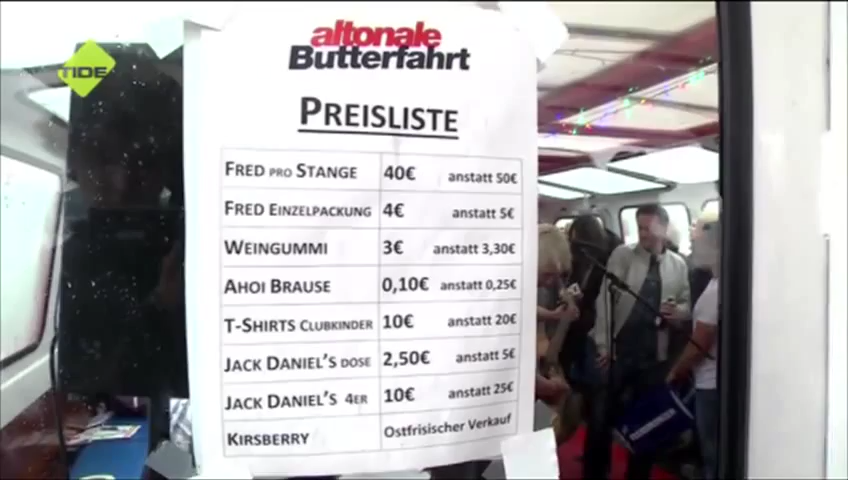 TIDE
altonale
Butterfahrt
PREISLISTE
FRED PRO STANGE 40€ anstatt 50€
FRED EINZELPACKUNG 4€ anstatt 5€
WEINGUMMI 3€ anstatt 3,30€
AHOI BRAUSE 0,10€ anstatt 0,25€
T-SHIRTS CLUBKINDER 10€ anstatt 20€
JACK DANIEL'S DOSE 2,50€ anstatt 5€
JACK DANIEL'S 4ER 10€ anstatt 25€
KIRSBERRY Ostfrisischer Verkauf